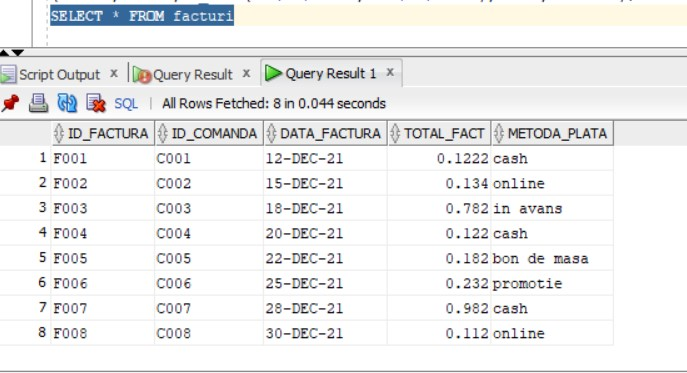 SELECT * FROM facturi
Script Output x Query Result x Query Result 1 x
SQL | All Rows Fetched: 8 in 0.044 seconds
ID_FACTURA ID_COMANDA DATA_FACTURA TOTAL_FACT METODA_PLATA
1 F001 C001 12-DEC-21 0.1222 cash
2 F002 C002 15-DEC-21 0.134 online
3 F003 C003 18-DEC-21 0.782 in avans
4 F004 C004 20-DEC-21 0.122 cash
5 F005 C005 22-DEC-21 0.182 bon de masa
6 F006 C006 25-DEC-21 0.232 promotie
7 F007 C007 28-DEC-21 0.982 cash
8 F008 C008 30-DEC-21 0.112 online